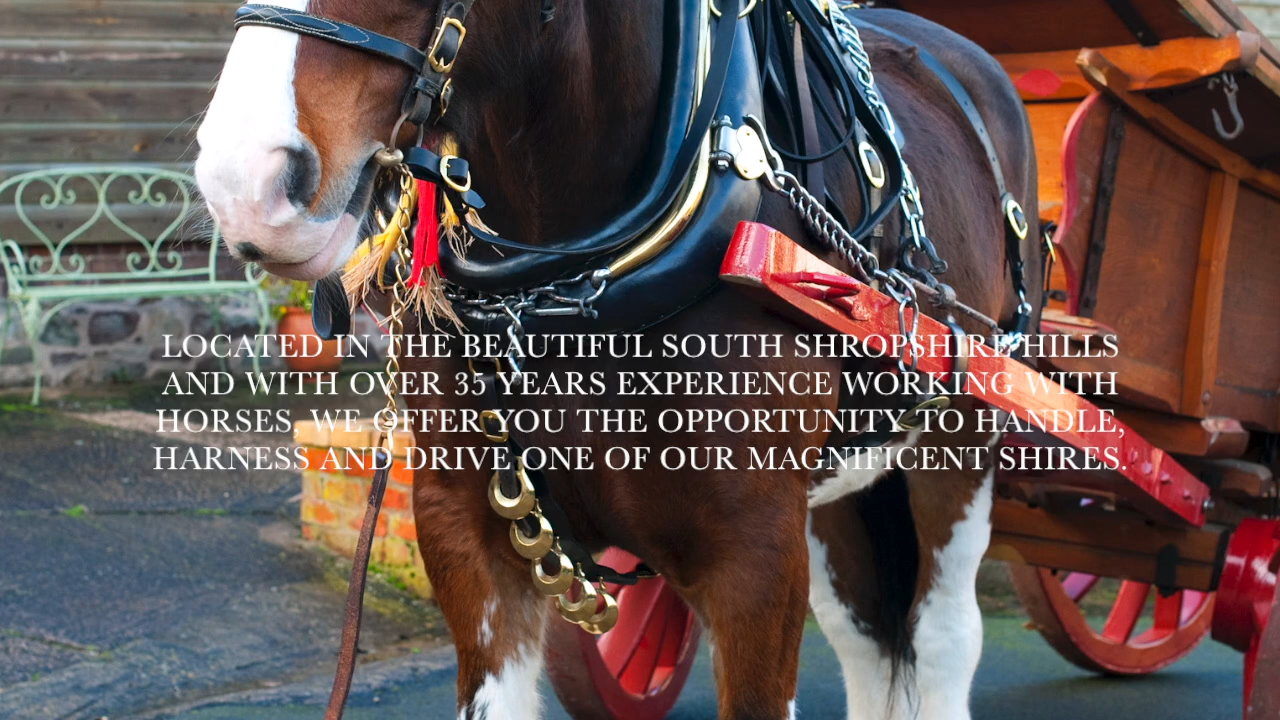 LOCATED IN THE BEAUTIFUL SOUTH SHROPSHIRE HILLS
AND WITH OVER 35 YEARS EXPERIENCE WORKING WITH
HORSES, WE OFFER YOU THE OPPORTUNITY TO HANDLE,
HARNESS AND DRIVE ONE OF OUR MAGNIFICENT SHIRES.